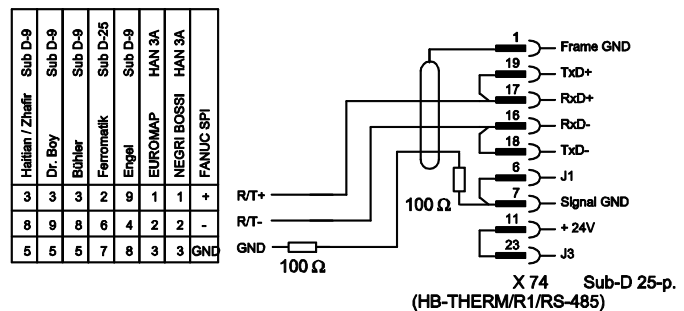 Haitian / Zhafir Sub D-9
Dr. Boy Sub D-9
Bühler Sub D-9
Ferromatik Sub D-25
Engel Sub D-9
EUROMAP HAN 3A
NEGRI BOSSI HAN 3A
FANUC SPI
3 3 3 2 9 1 1 +
8 9 8 6 4 2 2 -
5 5 5 7 8 3 3 GND
R/T+
R/T-
GND
100 Ω
100 Ω
1 Frame GND
19 TxD+
17 RxD+
16 RxD-
18 TxD-
6 J1
7 Signal GND
11 + 24V
23 J3
X 74 Sub-D 25-p.
(HB-THERM/R1/RS-485)